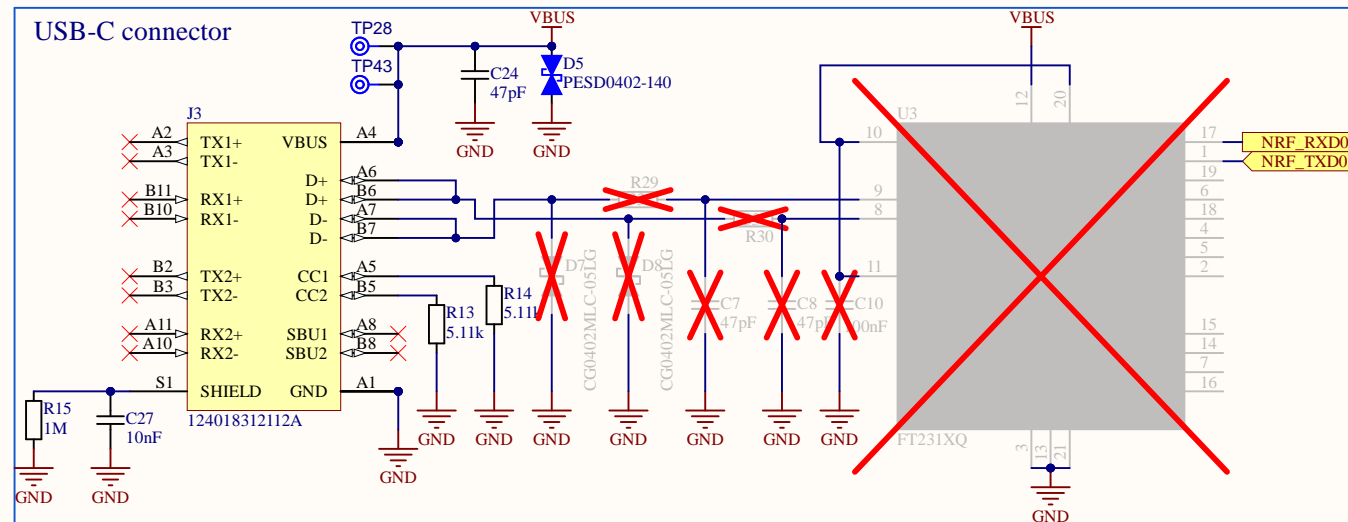 USB-C connector
VBUS
VBUS
TP28
TP43
C24
47pF
D5
PESD0402-140
GND
GND
J3
A2 TX1+
A3 TX1-
B11 RX1+
B10 RX1-
B2 TX2+
B3 TX2-
A11 RX2+
A10 RX2-
S1 SHIELD
VBUS A4
D+ A6
D+ B6
D- A7
D- B7
CC1 A5
CC2 B5
SBU1 A8
SBU2 B8
GND A1
124018312112A
R15
1M
C27
10nF
GND
GND
GND
R13
5.11k
R14
GND
GND
R29
R30
D7
CG0402MLC-05LG
D8
CG0402MLC-05LG
C7
47pF
C8
C10
GND
GND
GND
GND
GND
U3
12
20
10
9
8
11
17
1
19
6
18
4
5
2
15
14
7
16
3
13
21
FT231XQ
GND
NRF_RXD0
NRF_TXD0